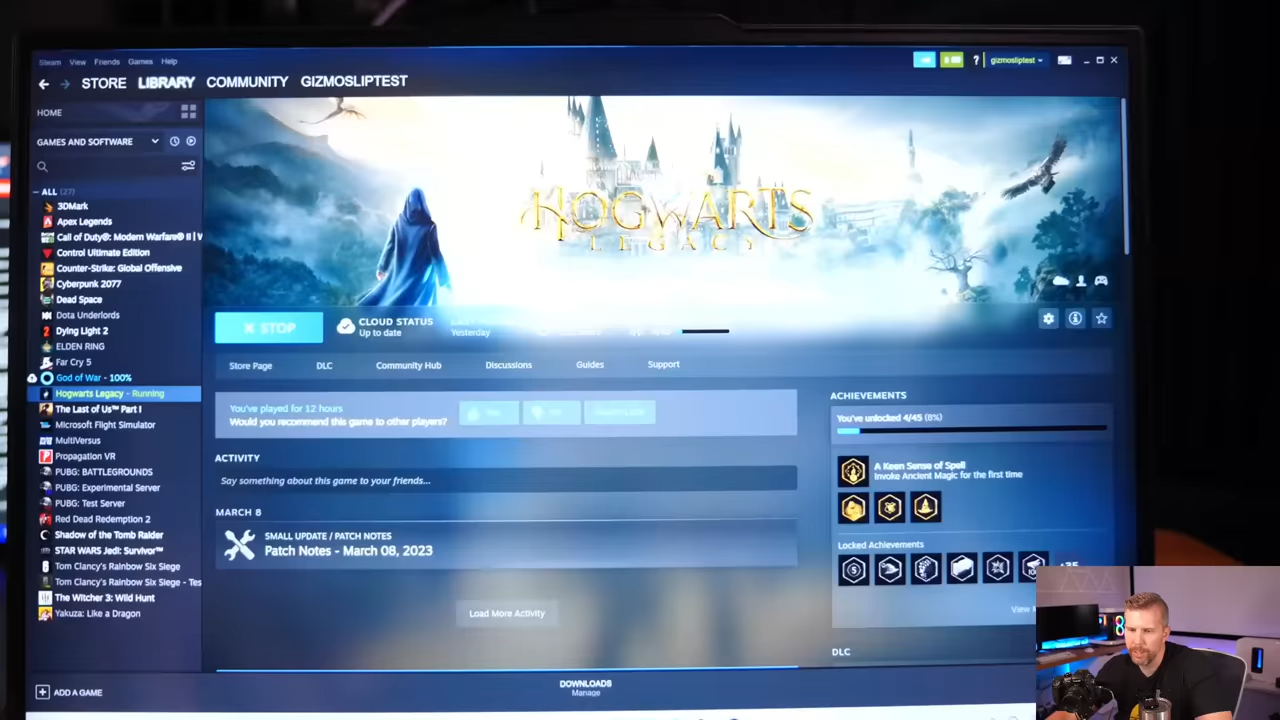 Steam View Friends Games Help
gizmosliptest
STORE LIBRARY COMMUNITY GIZMOSLIPTEST
HOME
GAMES AND SOFTWARE
ALL (27)
3DMark
Apex Legends
Call of Duty®: Modern Warfare® II | W
Control Ultimate Edition
Counter-Strike: Global Offensive
Cyberpunk 2077
Dead Space
Dota Underlords
Dying Light 2
ELDEN RING
Far Cry 5
God of War - 100%
Hogwarts Legacy - Running
The Last of Us™ Part I
Microsoft Flight Simulator
MultiVersus
Propagation VR
PUBG: BATTLEGROUNDS
PUBG: Experimental Server
PUBG: Test Server
Red Dead Redemption 2
Shadow of the Tomb Raider
STAR WARS Jedi: Survivor™
Tom Clancy's Rainbow Six Siege
Tom Clancy's Rainbow Six Siege - Tes
The Witcher 3: Wild Hunt
Yakuza: Like a Dragon
ADD A GAME
HOGWARTS
LEGACY
STOP
CLOUD STATUS
Up to date
Yesterday
Store Page DLC Community Hub Discussions Guides Support
You've played for 12 hours
Would you recommend this game to other players?
ACTIVITY
Say something about this game to your friends...
MARCH 8
SMALL UPDATE / PATCH NOTES
Patch Notes - March 08, 2023
Load More Activity
ACHIEVEMENTS
You've unlocked 4/45 (8%)
A Keen Sense of Spell
Invoke Ancient Magic for the first time
Locked Achievements
DLC
DOWNLOADS
Manage